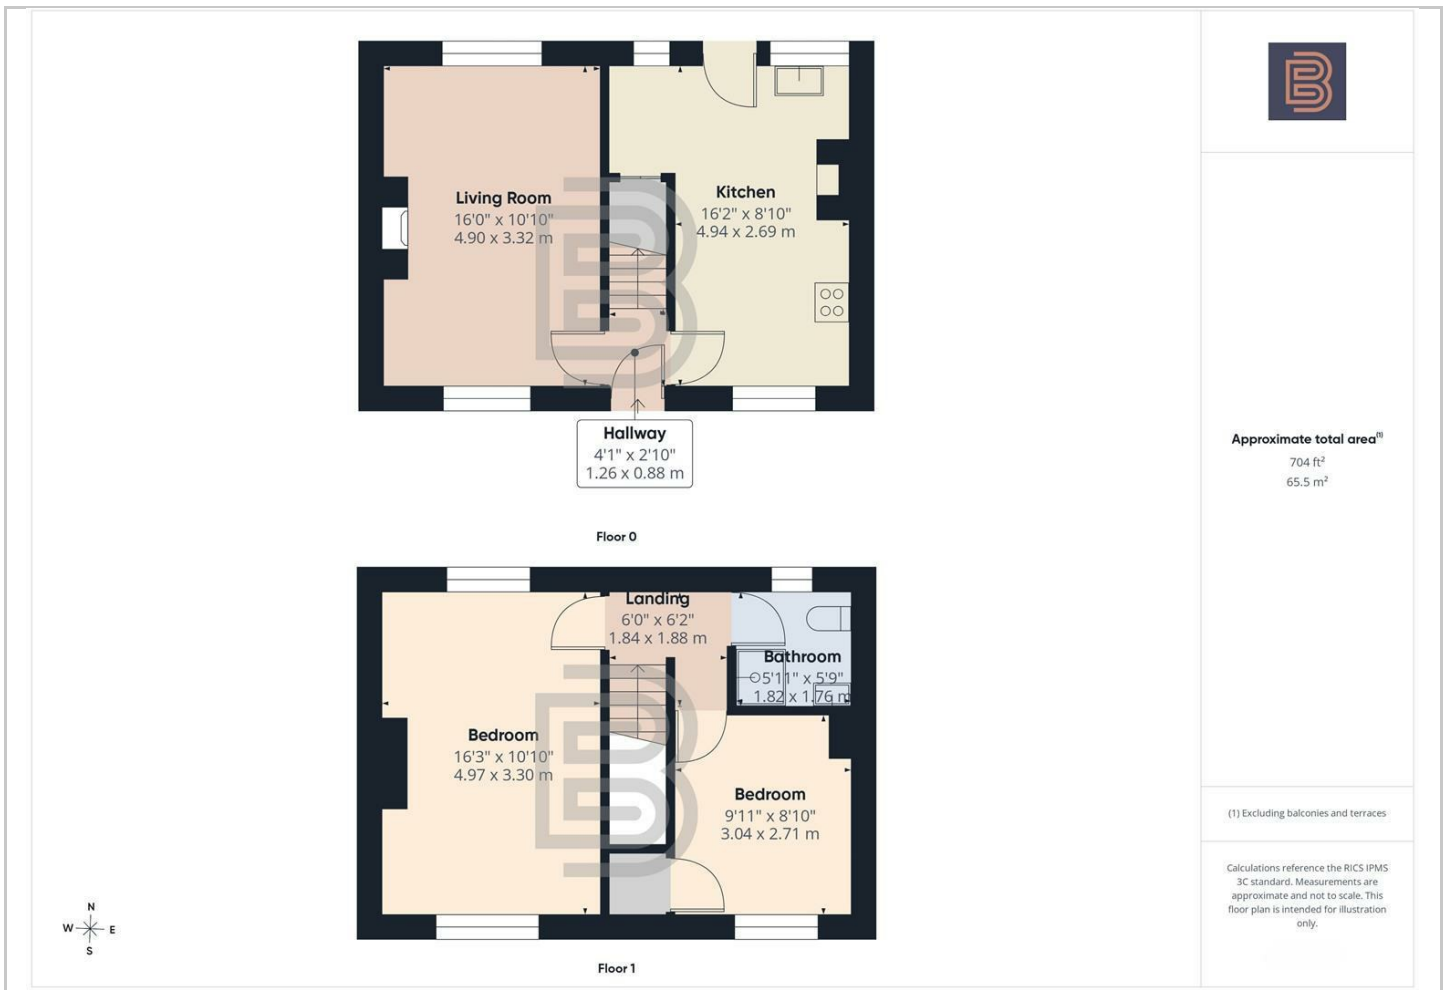 Living Room
16'0" x 10'10"
4.90 x 3.32 m
Kitchen
16'2" x 8'10"
4.94 x 2.69 m
Hallway
4'1" x 2'10"
1.26 x 0.88 m
Floor 0
Landing
6'0" x 6'2"
1.84 x 1.88 m
Bathroom
5'11" x 5'9"
1.82 x 1.76 m
Bedroom
16'3" x 10'10"
4.97 x 3.30 m
Bedroom
9'11" x 8'10"
3.04 x 2.71 m
Floor 1
N
W E
S
B
Approximate total area⁽¹⁾
704 ft²
65.5 m²
(1) Excluding balconies and terraces
Calculations reference the RICS IPMS
3C standard. Measurements are
approximate and not to scale. This
floor plan is intended for illustration
only.